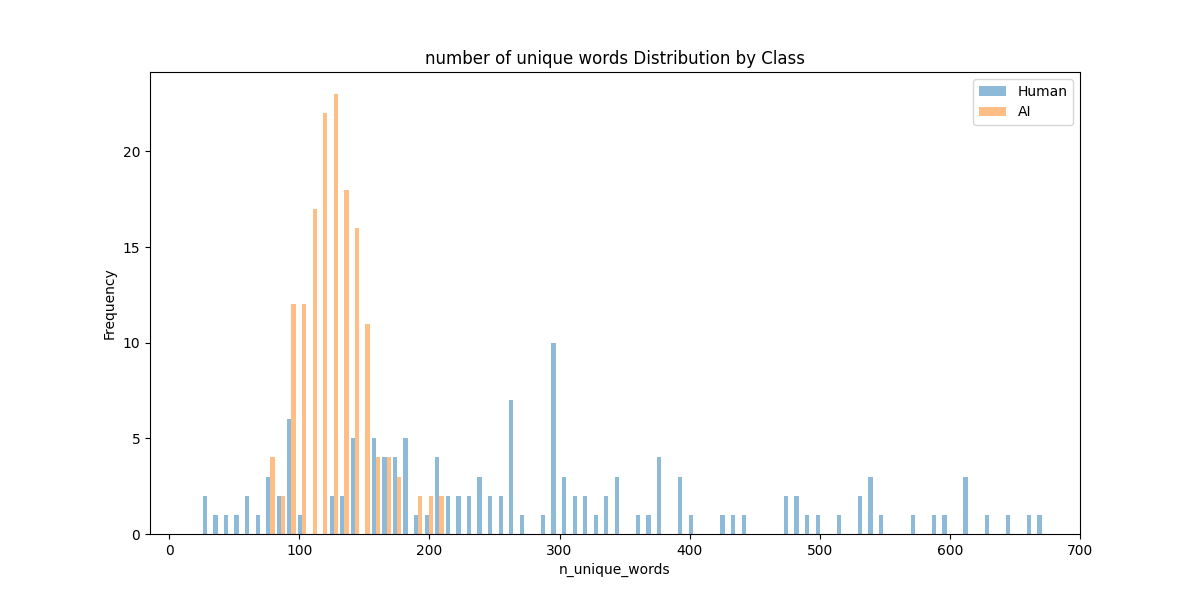 number of unique words Distribution by Class
Human
AI
Frequency
20
15
10
5
0
0 100 200 300 400 500 600 700
n_unique_words